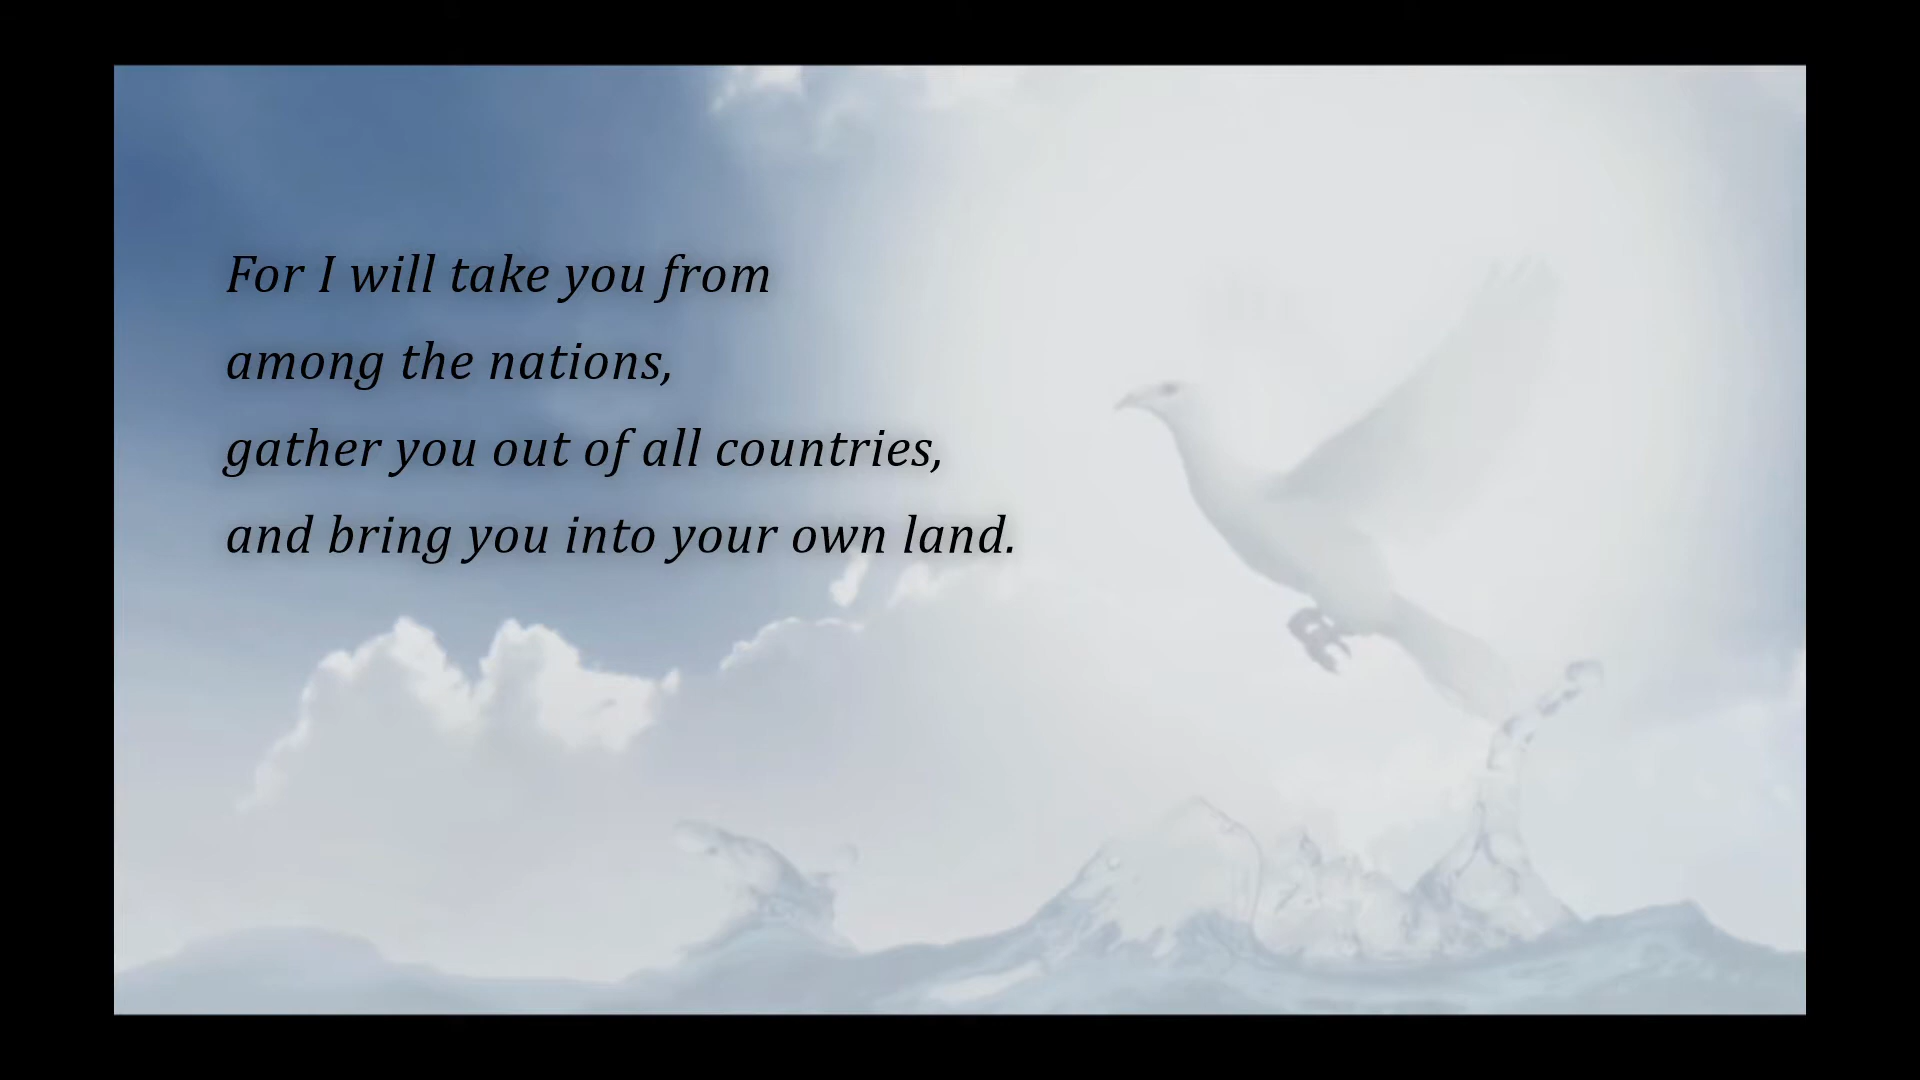 For I will take you from
among the nations,
gather you out of all countries,
and bring you into your own land.